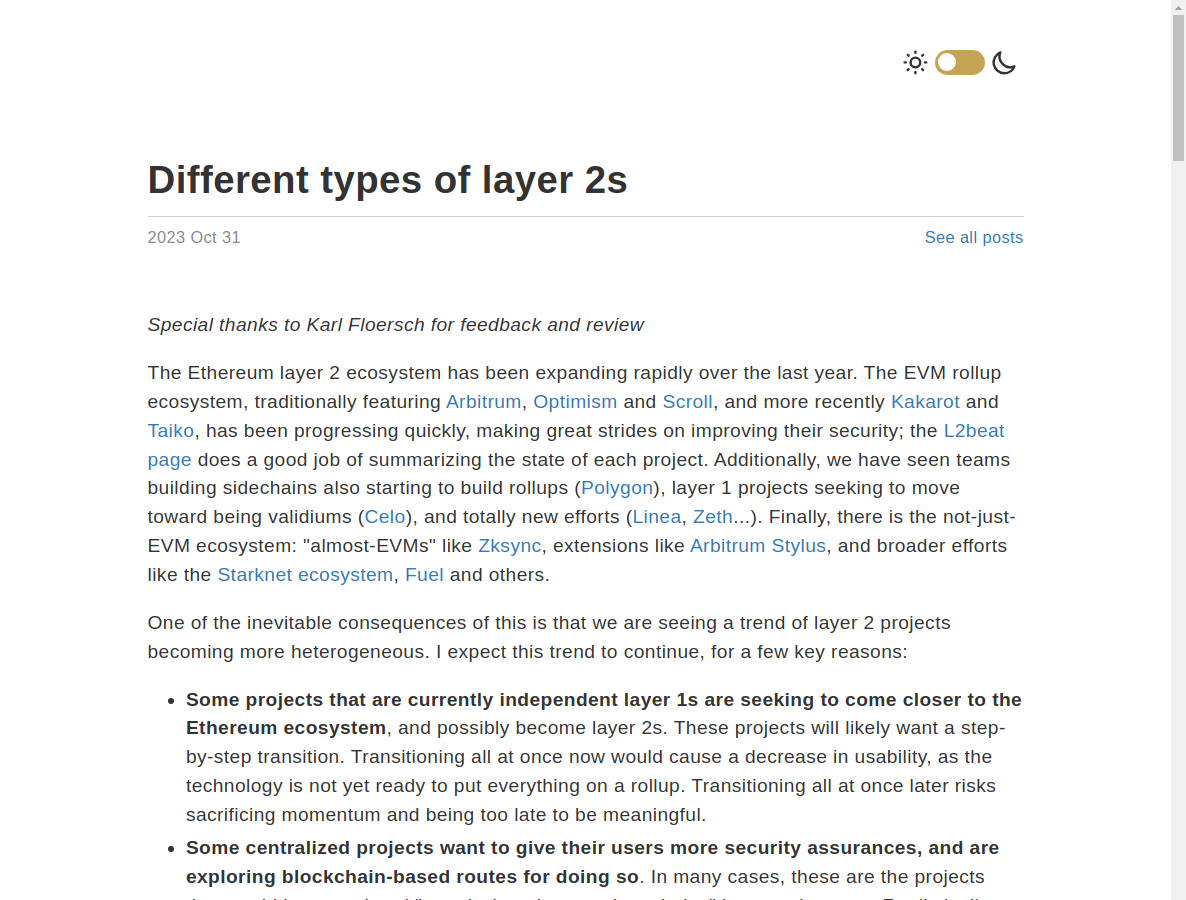 Different types of layer 2s
2023 Oct 31
See all posts
Special thanks to Karl Floersch for feedback and review
The Ethereum layer 2 ecosystem has been expanding rapidly over the last year. The EVM rollup
ecosystem, traditionally featuring Arbitrum, Optimism and Scroll, and more recently Kakarot and
Taiko, has been progressing quickly, making great strides on improving their security; the L2beat
page does a good job of summarizing the state of each project. Additionally, we have seen teams
building sidechains also starting to build rollups (Polygon), layer 1 projects seeking to move
toward being validiums (Celo), and totally new efforts (Linea, Zeth...). Finally, there is the not-just-
EVM ecosystem: "almost-EVMs" like Zksync, extensions like Arbitrum Stylus, and broader efforts
like the Starknet ecosystem, Fuel and others.
One of the inevitable consequences of this is that we are seeing a trend of layer 2 projects
becoming more heterogeneous. I expect this trend to continue, for a few key reasons:
• Some projects that are currently independent layer 1s are seeking to come closer to the
Ethereum ecosystem, and possibly become layer 2s. These projects will likely want a step-
by-step transition. Transitioning all at once now would cause a decrease in usability, as the
technology is not yet ready to put everything on a rollup. Transitioning all at once later risks
sacrificing momentum and being too late to be meaningful.
• Some centralized projects want to give their users more security assurances, and are
exploring blockchain-based routes for doing so. In many cases, these are the projects